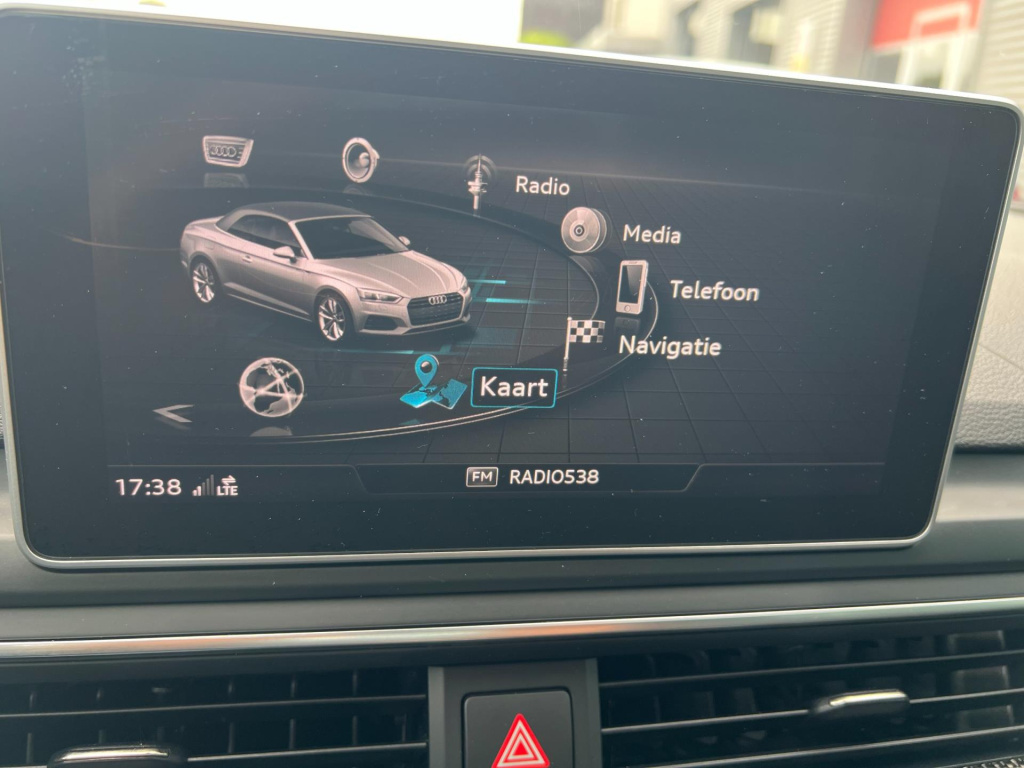 Radio
Media
Telefoon
Navigatie
Kaart
17:38 LTE
FM RADIO538